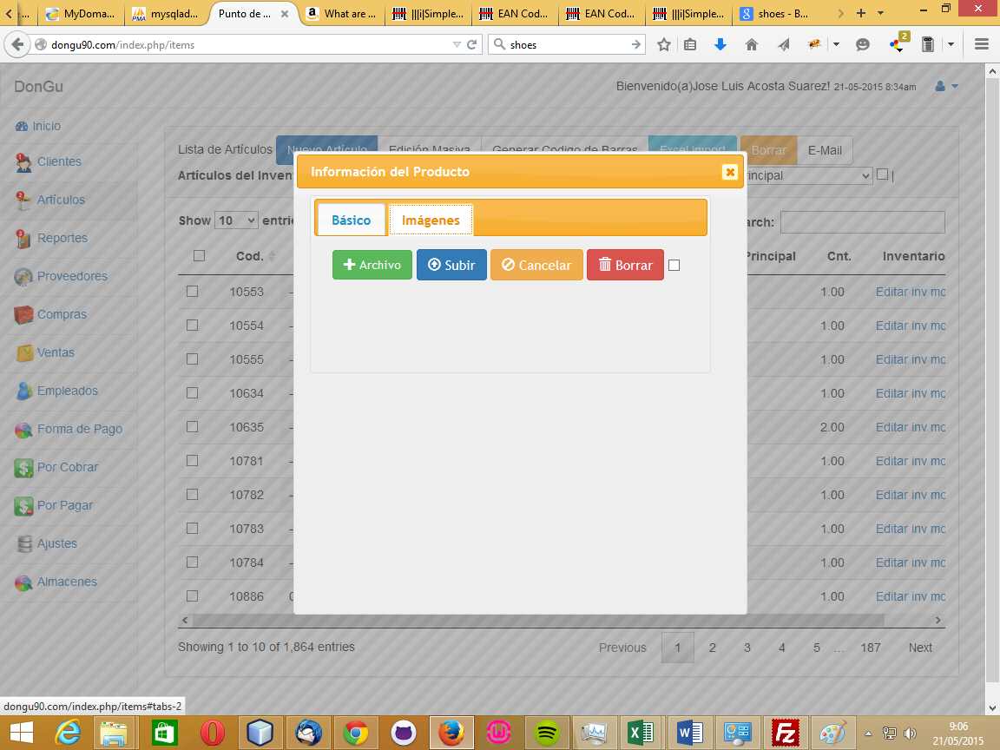 ... MyDoma... mysqlad... Punto de ... What are ... |||i|Simple... EAN Cod... EAN Cod... |||i|Simple... shoes - B...
dongu90.com/index.php/items shoes 2
DonGu Bienvenido(a)Jose Luis Acosta Suarez! 21-05-2015 8:34am
Inicio
Clientes
Artículos
Reportes
Proveedores
Compras
Ventas
Empleados
Forma de Pago
Por Cobrar
Por Pagar
Ajustes
Almacenes
Lista de Artículos Nuevo Artículo Edición Masiva Generar Codigo de Barras Excel Import Borrar E-Mail
Artículos del Inven rincipal |
Show 10 entri arch:
Cod. Principal Cnt. Inventario
10553 - 1.00 Editar inv mo
10554 - 1.00 Editar inv mo
10555 - 1.00 Editar inv mo
10634 - 1.00 Editar inv mo
10635 - 2.00 Editar inv mo
10781 - 1.00 Editar inv mo
10782 - 1.00 Editar inv mo
10783 - 1.00 Editar inv mo
10784 - 1.00 Editar inv mo
10886 1.00 Editar inv mo
Showing 1 to 10 of 1,864 entries Previous 1 2 3 4 5 ... 187 Next
Información del Producto
Básico Imágenes
Archivo Subir Cancelar Borrar
dongu90.com/index.php/items#tabs-2
9:06
21/05/2015